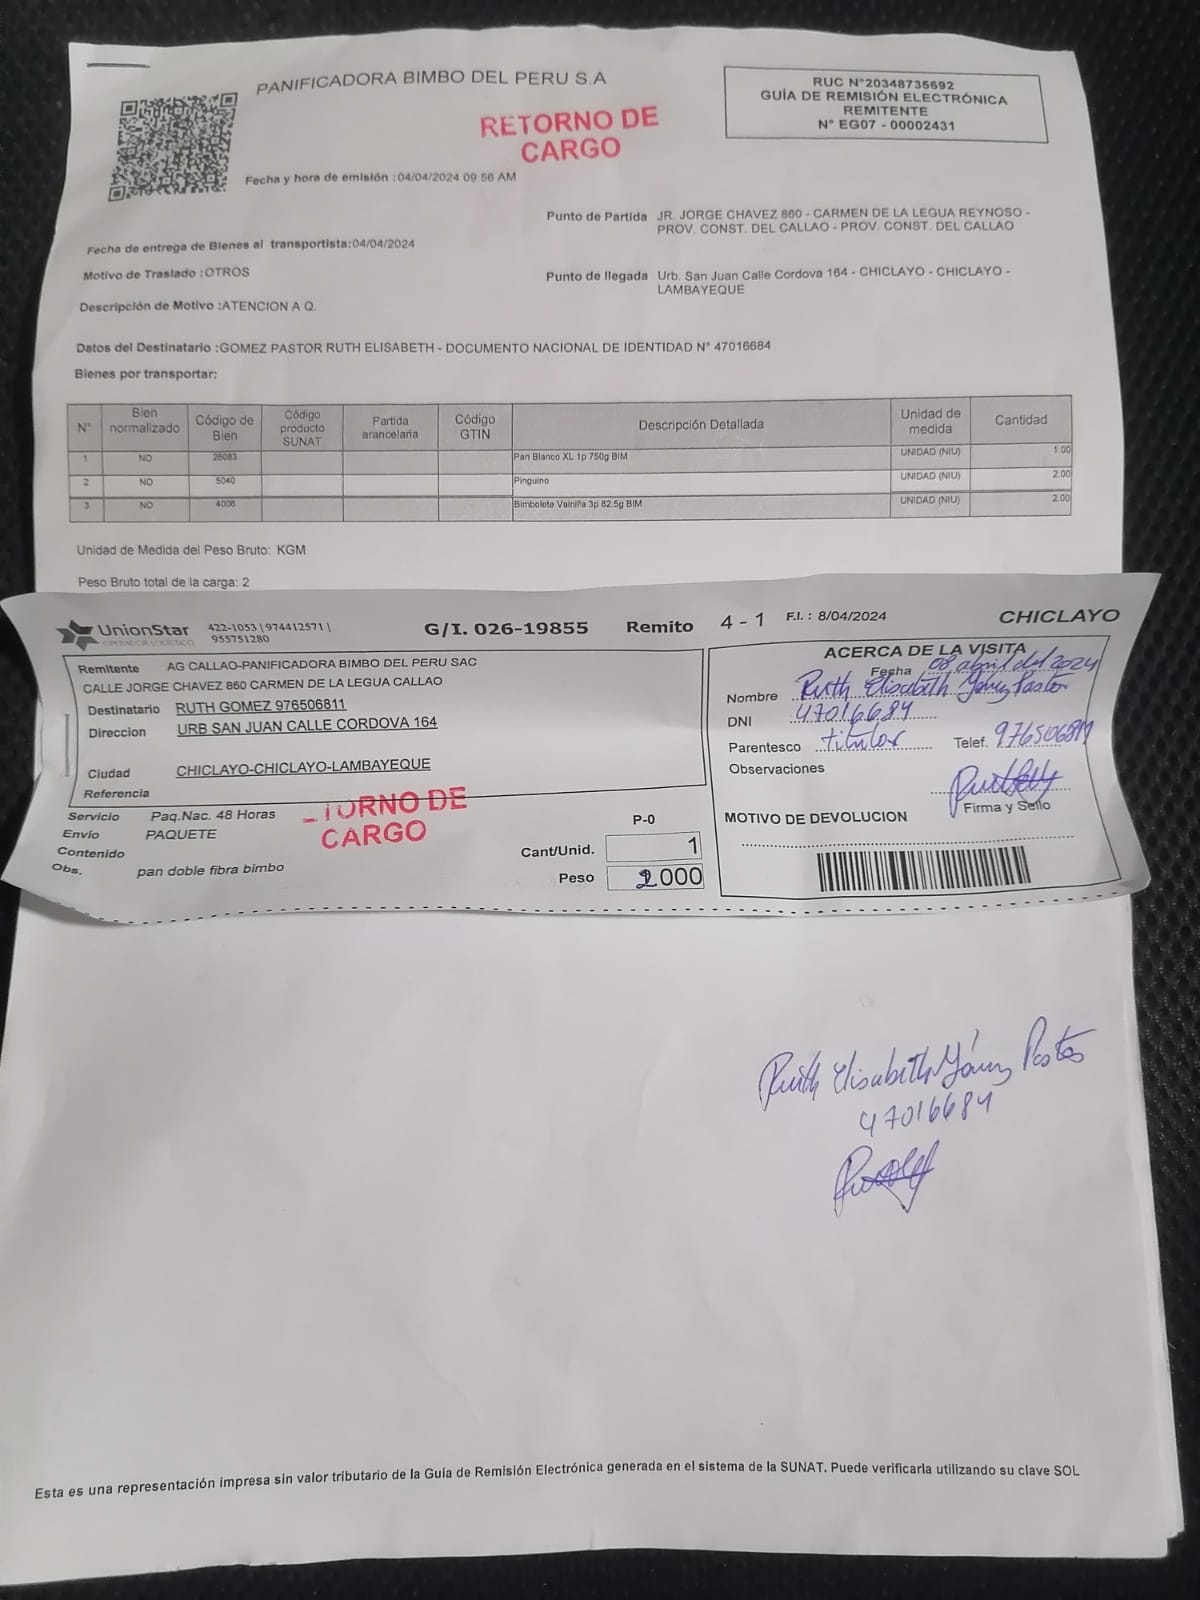 PANIFICADORA BIMBO DEL PERU S.A
RETORNO DE
CARGO
RUC N°20348735692
GUÍA DE REMISIÓN ELECTRÓNICA
REMITENTE
N° EG07 - 00002431
Fecha y hora de emisión :04/04/2024 09:56 AM
Punto de Partida JR. JORGE CHAVEZ 860 - CARMEN DE LA LEGUA REYNOSO -
PROV. CONST. DEL CALLAO - PROV. CONST. DEL CALLAO
Fecha de entrega de Bienes al transportista:04/04/2024
Motivo de Traslado :OTROS
Punto de llegada Urb. San Juan Calle Cordova 164 - CHICLAYO - CHICLAYO -
LAMBAYEQUE
Descripción de Motivo :ATENCION A Q.
Datos del Destinatario :GOMEZ PASTOR RUTH ELISABETH - DOCUMENTO NACIONAL DE IDENTIDAD N° 47016684
Bienes por transportar:
N° Bien normalizado Código de Bien Código producto SUNAT Partida arancelaria Código GTIN Descripción Detallada Unidad de medida Cantidad
1 NO 26083 Pan Blanco XL 1p 750g BIM UNIDAD (NIU) 1.00
2 NO 5040 Pinguino UNIDAD (NIU) 2.00
3 NO 4006 Bimbolete Vainilla 3p 82.5g BIM UNIDAD (NIU) 2.00
Unidad de Medida del Peso Bruto: KGM
Peso Bruto total de la carga: 2
UnionStar 422-1053 | 974412571 |
OPERADOR LOGISTICO 955751280
G/I. 026-19855 Remito 4 - 1 F.I. : 8/04/2024 CHICLAYO
Remitente AG CALLAO-PANIFICADORA BIMBO DEL PERU SAC
CALLE JORGE CHAVEZ 860 CARMEN DE LA LEGUA CALLAO
Destinatario RUTH GOMEZ 976506811
Direccion URB SAN JUAN CALLE CORDOVA 164
Ciudad CHICLAYO-CHICLAYO-LAMBAYEQUE
Referencia
Servicio Paq.Nac. 48 Horas
Envío PAQUETE
Contenido
Obs. pan doble fibra bimbo
TORNO DE
CARGO
P-0
Cant/Unid. 1
Peso 2.000
ACERCA DE LA VISITA
Fecha 08 abril del 2024
Nombre Ruth Elisabeth Gómez Pastor
DNI 47016684
Parentesco titular Telef. 976506811
Observaciones
Firma y Sello
MOTIVO DE DEVOLUCION
Ruth Elisabeth Gómez Pastor
47016684
Esta es una representación impresa sin valor tributario de la Guía de Remisión Electrónica generada en el sistema de la SUNAT. Puede verificarla utilizando su clave SOL